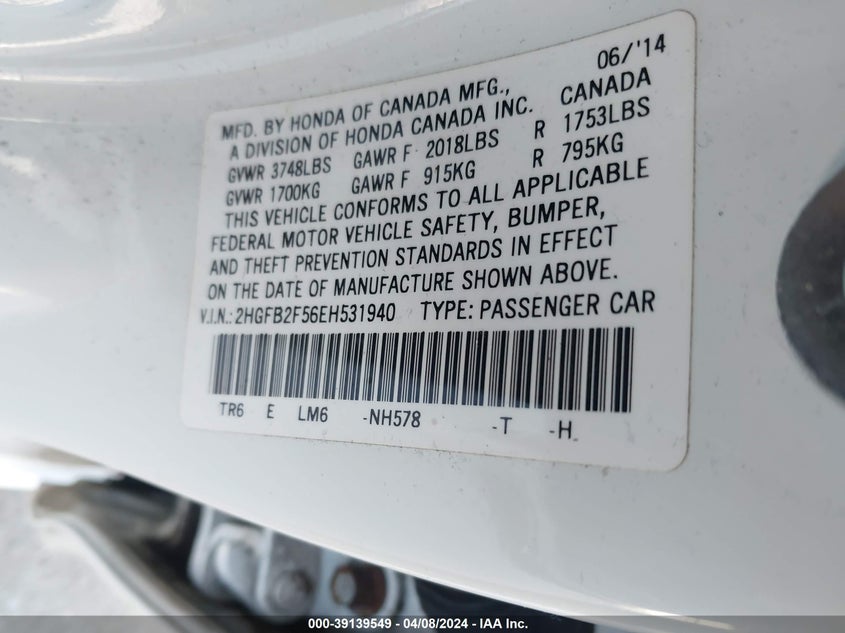 06/'14
MFD. BY HONDA OF CANADA MFG.,
A DIVISION OF HONDA CANADA INC. CANADA
GVWR 3748LBS GAWR F 2018LBS R 1753LBS
GVWR 1700KG GAWR F 915KG R 795KG
THIS VEHICLE CONFORMS TO ALL APPLICABLE
FEDERAL MOTOR VEHICLE SAFETY, BUMPER,
AND THEFT PREVENTION STANDARDS IN EFFECT
ON THE DATE OF MANUFACTURE SHOWN ABOVE.
V.I.N.: 2HGFB2F56EH531940 TYPE: PASSENGER CAR
TR6 E LM6 -NH578 -T -H
000-39139549 - 04/08/2024 - IAAI.com